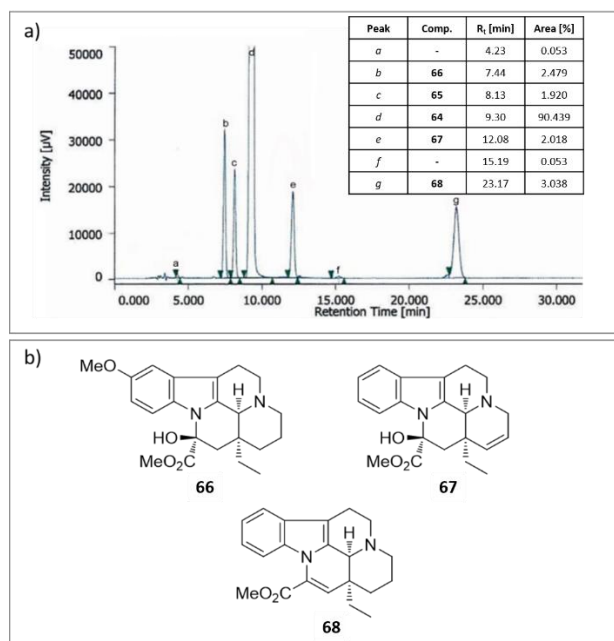 a)
50000
40000
30000
20000
10000
0
Intensity [µV]
a
b
c
d
e
f
g
0.000 5.000 10.000 15.000 20.000 25.000 30.000
Retention Time [min]
Peak Comp. Rt [min] Area [%]
a - 4.23 0.053
b 66 7.44 2.479
c 65 8.13 1.920
d 64 9.30 90.439
e 67 12.08 2.018
f - 15.19 0.053
g 68 23.17 3.038
b)
MeO
H
N
N
HO
MeO2C
66
H
N
N
HO
MeO2C
67
H
N
N
MeO2C
68